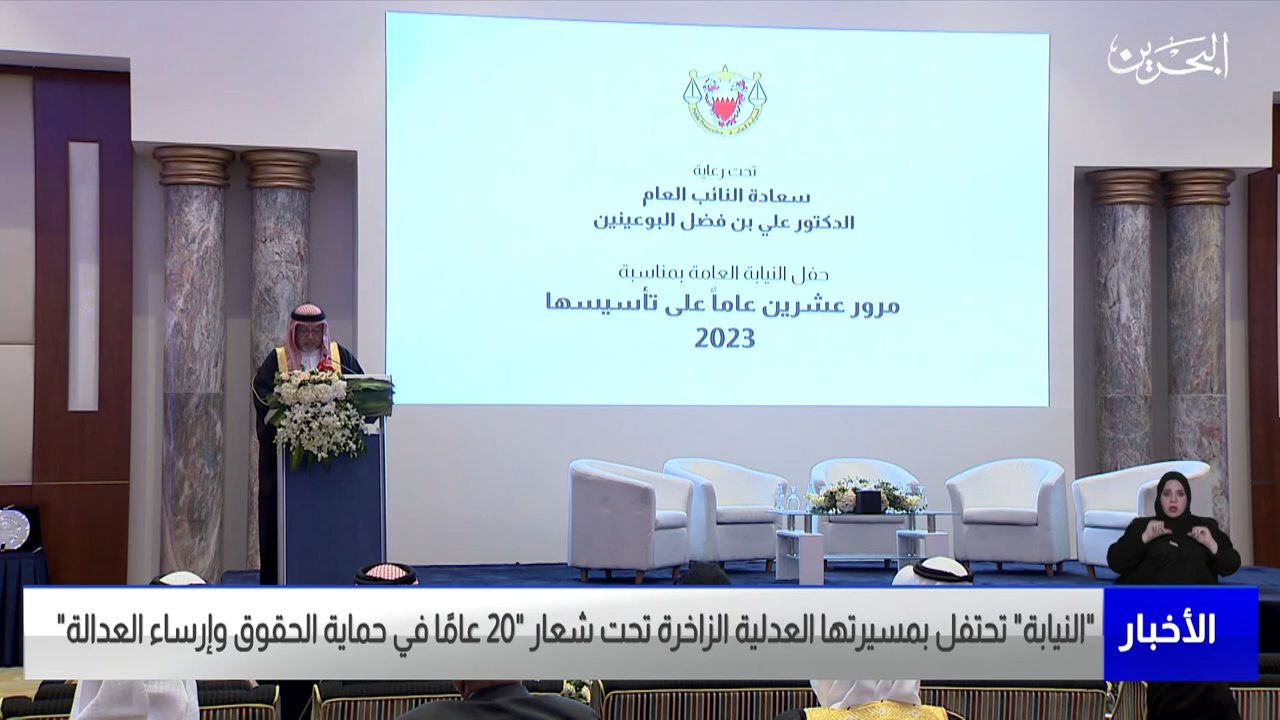 البحرين
تحت رعاية
سعادة النائب العام
الدكتور علي بن فضل البوعينين
حفل النيابة العامة بمناسبة
مرور عشرين عاماً على تأسيسها
2023
الأخبار
"النيابة" تحتفل بمسيرتها العدلية الزاخرة تحت شعار "20 عامًا في حماية الحقوق وإرساء العدالة"